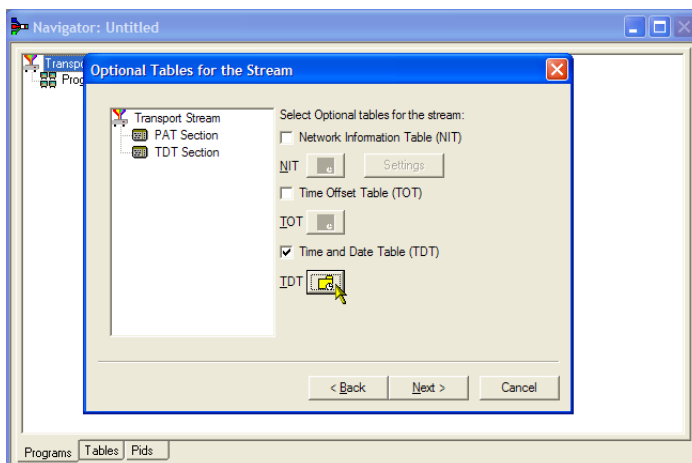 Navigator: Untitled
Transpo
Prog
Optional Tables for the Stream
Transport Stream
PAT Section
TDT Section
Select Optional tables for the stream:
Network Information Table (NIT)
NIT
Settings
Time Offset Table (TOT)
TOT
Time and Date Table (TDT)
TDT
< Back
Next >
Cancel
Programs
Tables
Pids